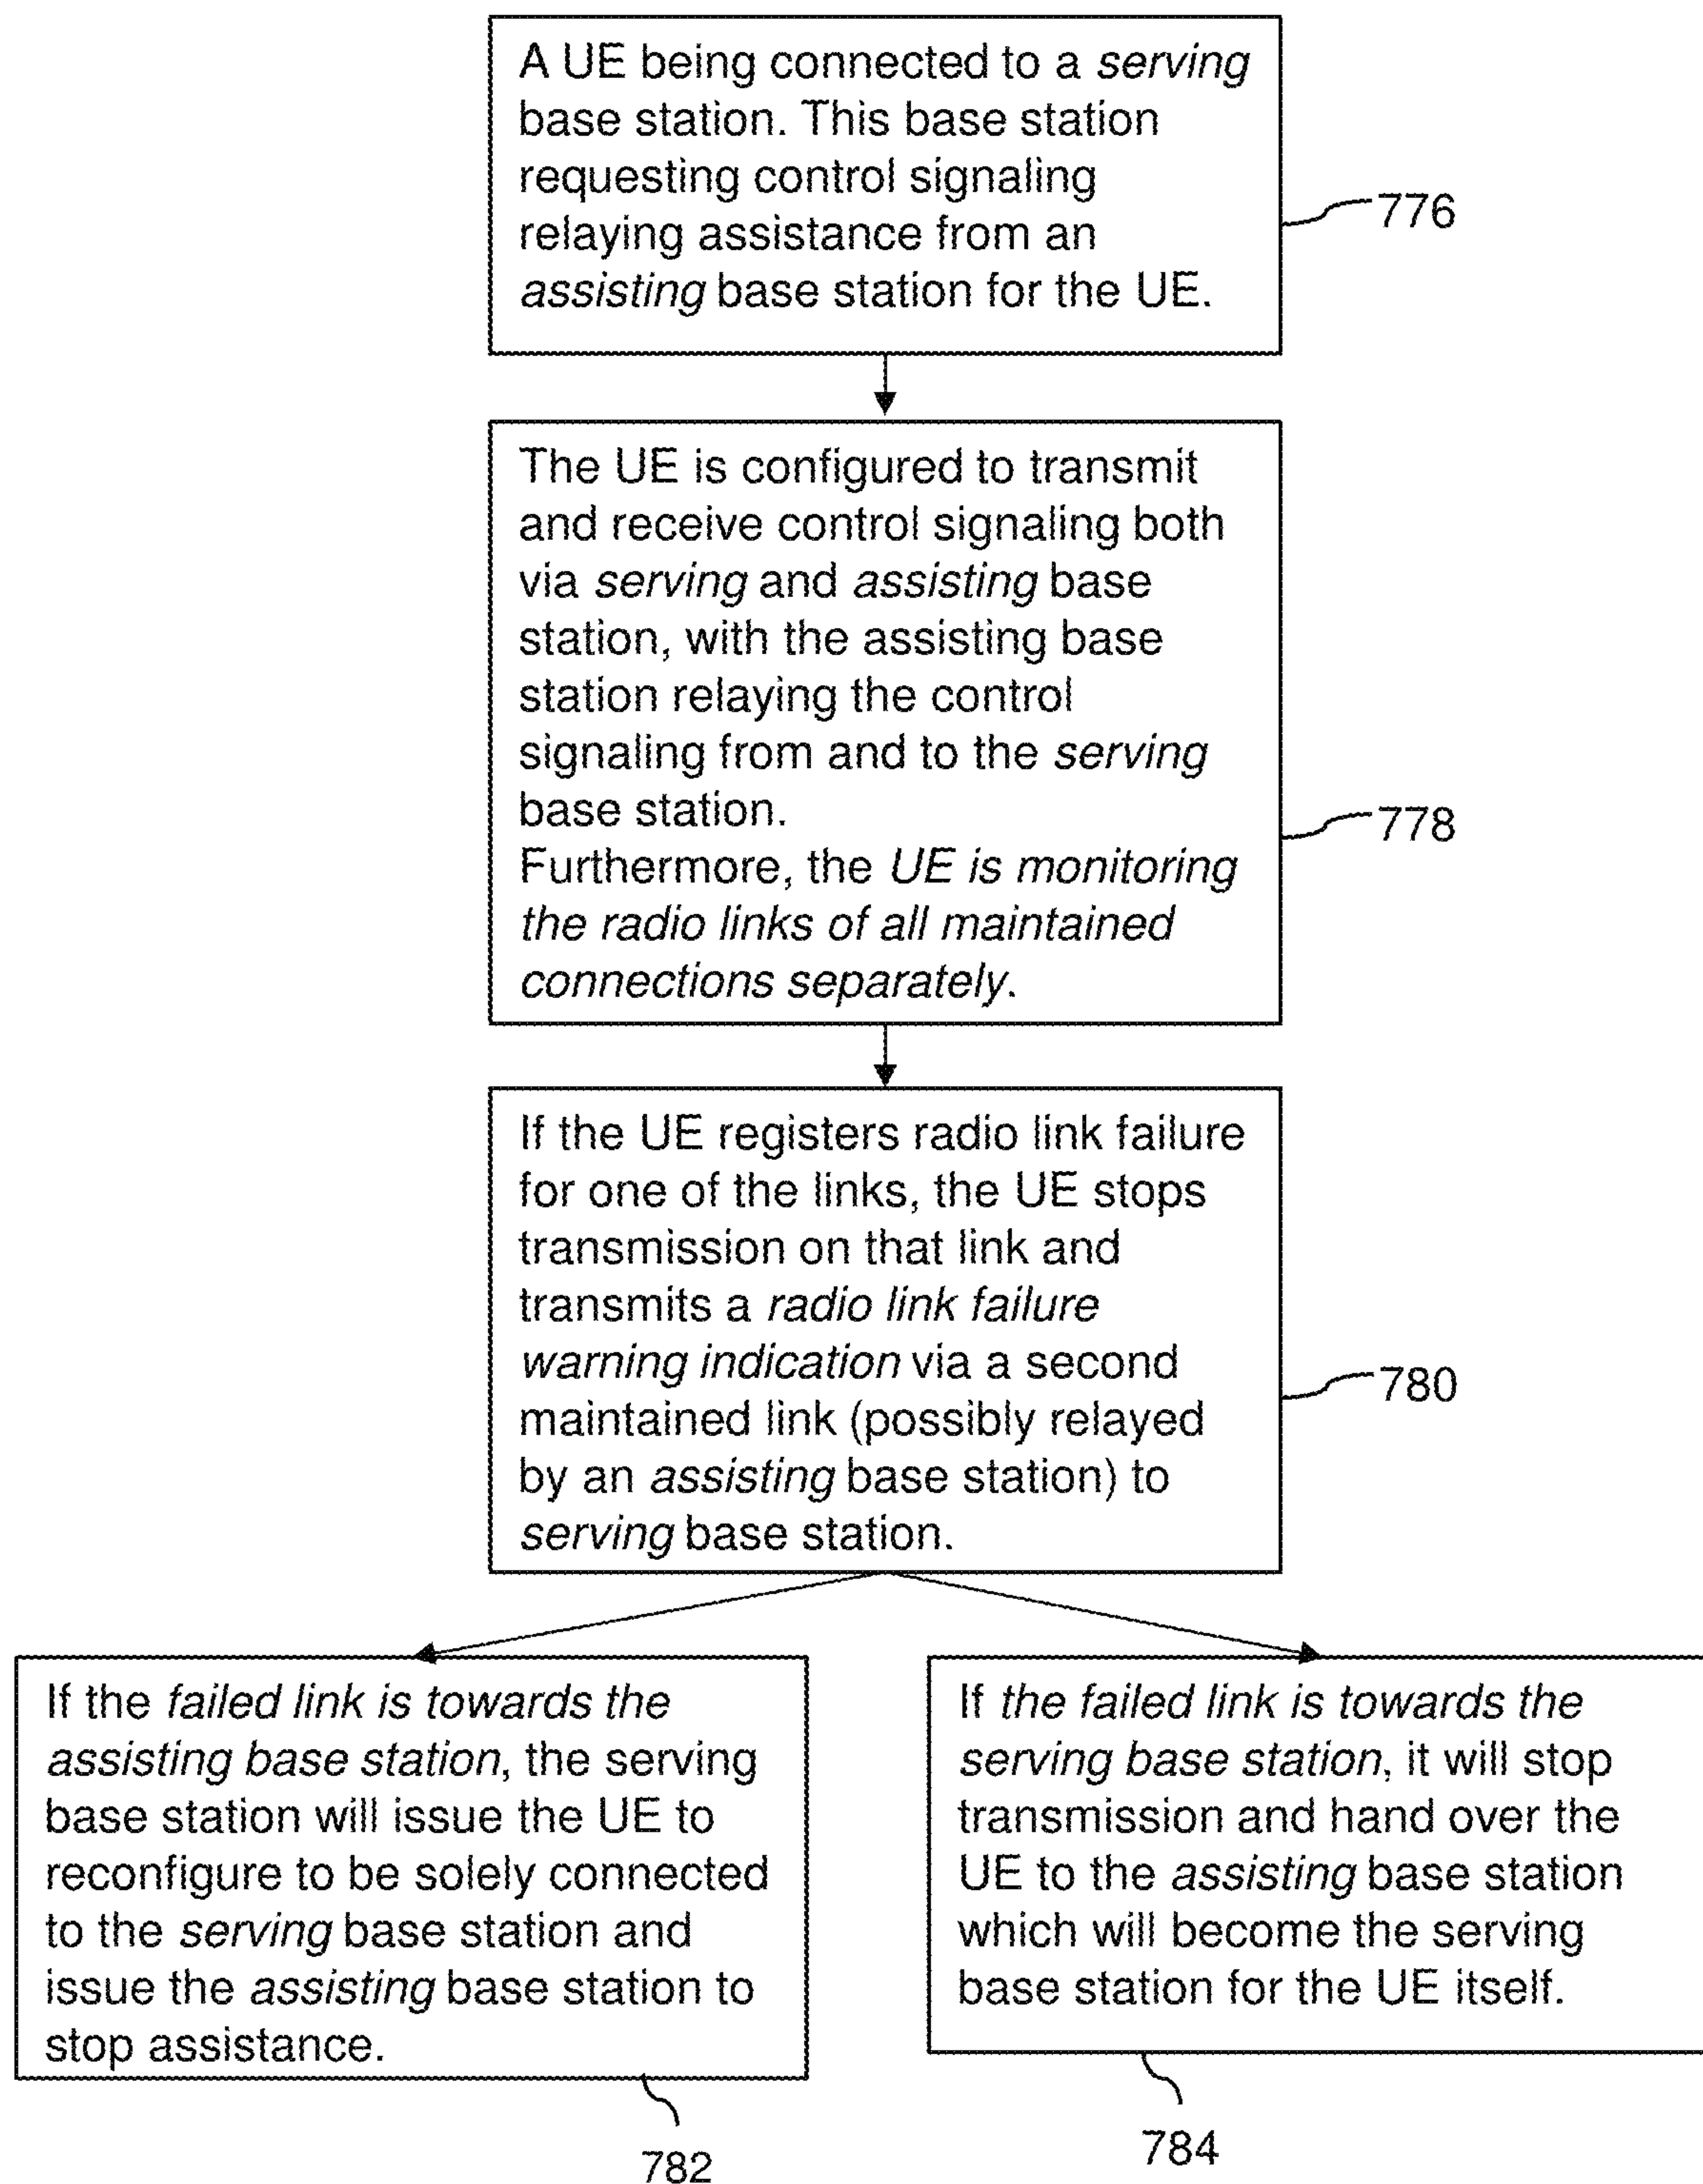 A UE being connected to a serving
base station. This base station
requesting control signaling
relaying assistance from an
assisting base station for the UE.
776
The UE is configured to transmit
and receive control signaling both
via serving and assisting base
station, with the assisting base
station relaying the control
signaling from and to the serving
base station.
Furthermore, the UE is monitoring
the radio links of all maintained
connections separately.
778
If the UE registers radio link failure
for one of the links, the UE stops
transmission on that link and
transmits a radio link failure
warning indication via a second
maintained link (possibly relayed
by an assisting base station) to
serving base station.
780
If the failed link is towards the
assisting base station, the serving
base station will issue the UE to
reconfigure to be solely connected
to the serving base station and
issue the assisting base station to
stop assistance.
782
If the failed link is towards the
serving base station, it will stop
transmission and hand over the
UE to the assisting base station
which will become the serving
base station for the UE itself.
784